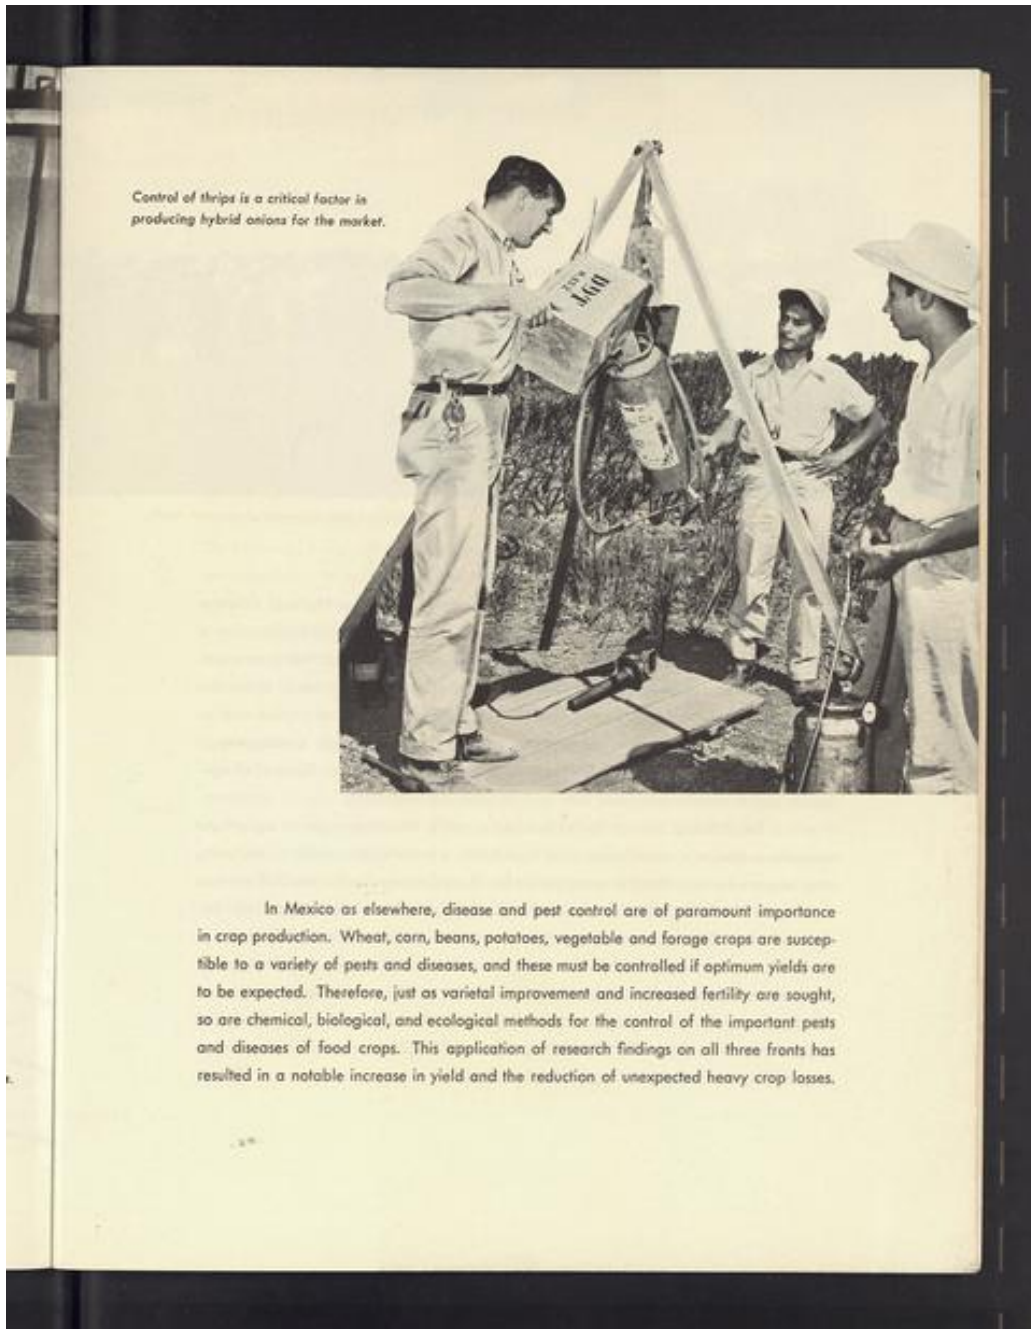 Control of thrips is a critical factor in
producing hybrid onions for the market.
DDT
In Mexico as elsewhere, disease and pest control are of paramount importance
in crop production. Wheat, corn, beans, potatoes, vegetable and forage crops are suscep-
tible to a variety of pests and diseases, and these must be controlled if optimum yields are
to be expected. Therefore, just as varietal improvement and increased fertility are sought,
so are chemical, biological, and ecological methods for the control of the important pests
and diseases of food crops. This application of research findings on all three fronts has
resulted in a notable increase in yield and the reduction of unexpected heavy crop losses.